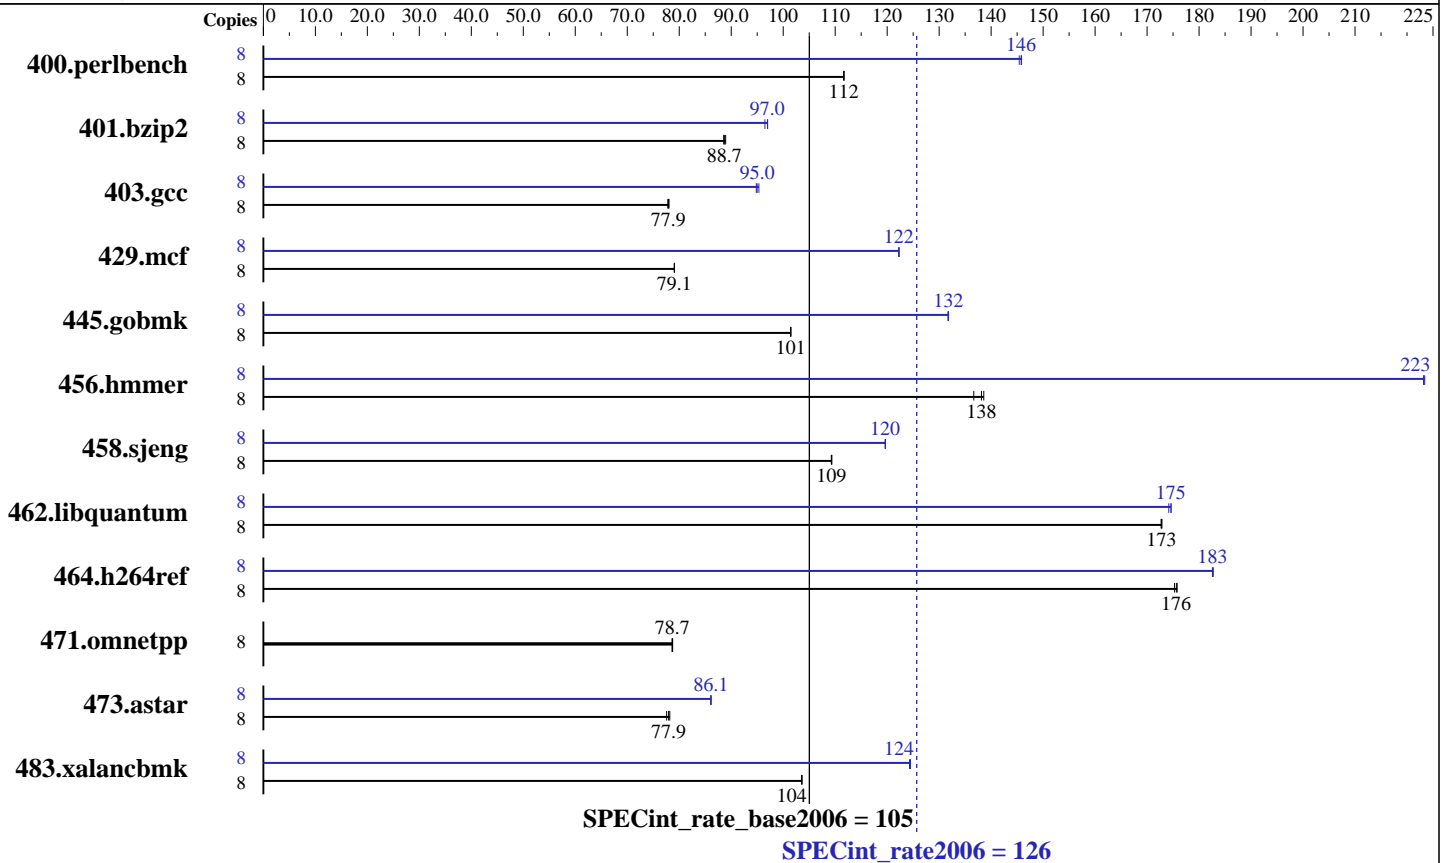 Copies 0 10.0 20.0 30.0 40.0 50.0 60.0 70.0 80.0 90.0 100 110 120 130 140 150 160 170 180 190 200 210 225
400.perlbench 8 146
8 112
401.bzip2 8 97.0
8 88.7
403.gcc 8 95.0
8 77.9
429.mcf 8 122
8 79.1
445.gobmk 8 132
8 101
456.hmmer 8 223
8 138
458.sjeng 8 120
8 109
462.libquantum 8 175
8 173
464.h264ref 8 183
8 176
471.omnetpp 8 78.7
473.astar 8 86.1
8 77.9
483.xalancbmk 8 124
8 104
SPECint_rate_base2006 = 105
SPECint_rate2006 = 126